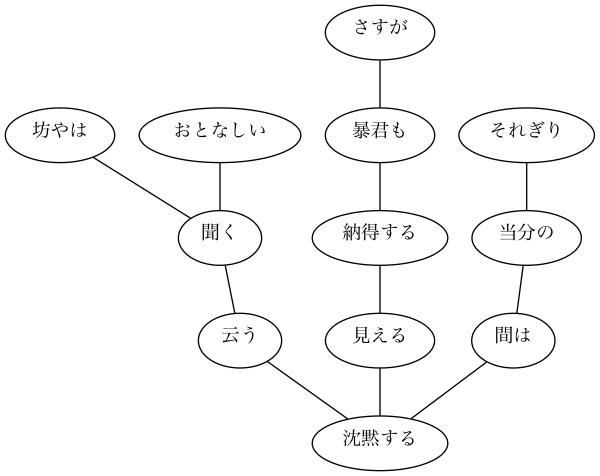 さすが
坊やは
おとなしい
暴君も
それぎり
聞く
納得する
当分の
云う
見える
間は
沈黙する